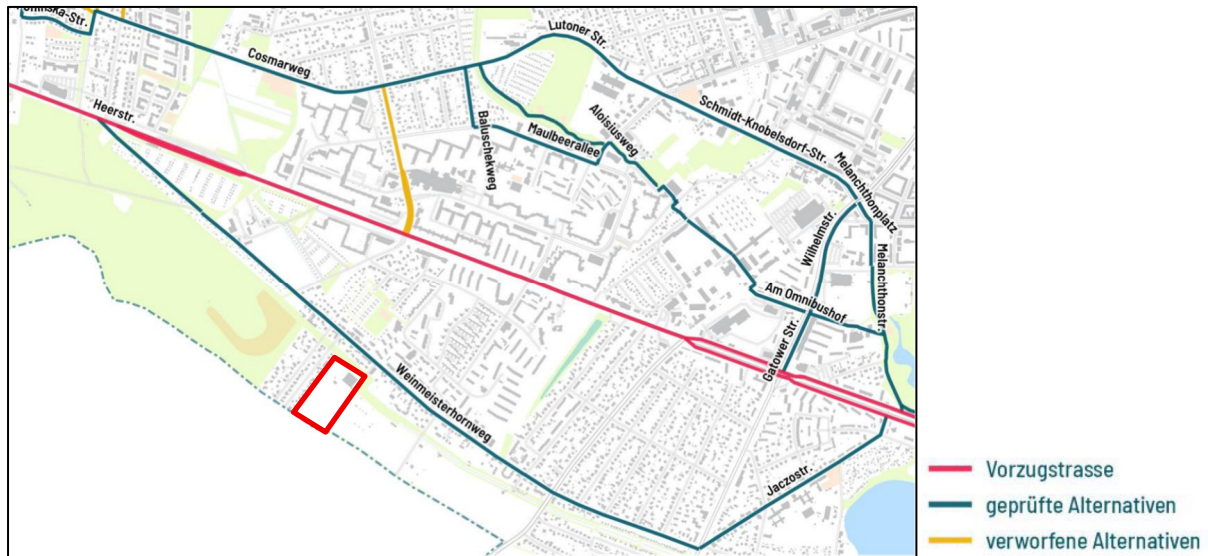 Lutoner Str.
Cosmarweg
Heerstr.
Baluschekweg
Maulbeerallee
Aloisiusweg
Schmidt-Knobelsdorf-Str.
Melanchthonplatz
Wilhelmstr.
Melanchthonstr.
Am Omnibushof
Gatower Str.
Weinmeisterhornweg
Jaczostr.
Vorzugstrasse
geprüfte Alternativen
verworfene Alternativen